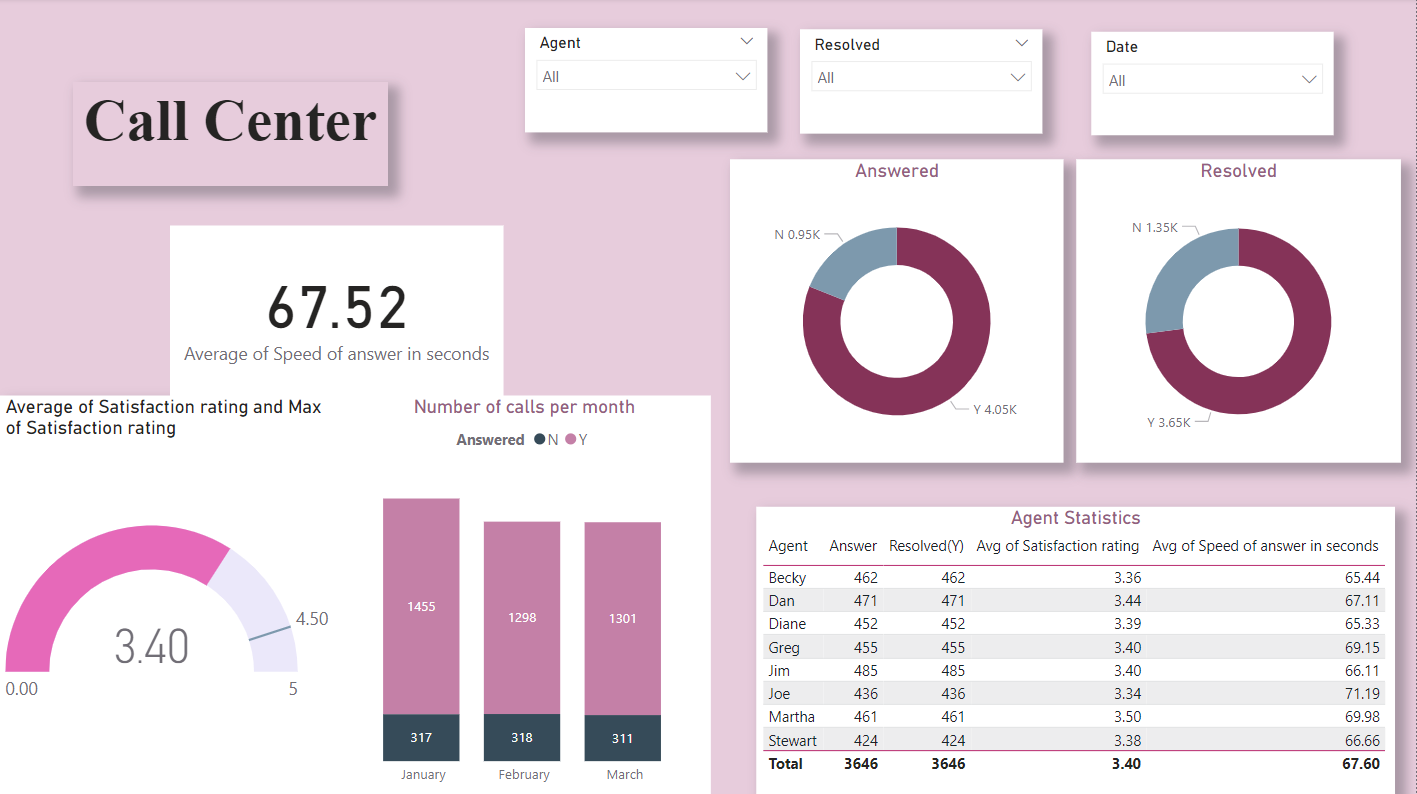 Agent
All
Resolved
All
Date
All
Call Center
67.52
Average of Speed of answer in seconds
Answered
N 0.95K
Y 4.05K
Resolved
N 1.35K
Y 3.65K
Average of Satisfaction rating and Max
of Satisfaction rating
4.50
3.40
0.00
5
Number of calls per month
Answered N Y
1455
1298
1301
317
318
311
January February March
Agent Statistics
Agent Answer Resolved(Y) Avg of Satisfaction rating Avg of Speed of answer in seconds
Becky 462 462 3.36 65.44
Dan 471 471 3.44 67.11
Diane 452 452 3.39 65.33
Greg 455 455 3.40 69.15
Jim 485 485 3.40 66.11
Joe 436 436 3.34 71.19
Martha 461 461 3.50 69.98
Stewart 424 424 3.38 66.66
Total 3646 3646 3.40 67.60